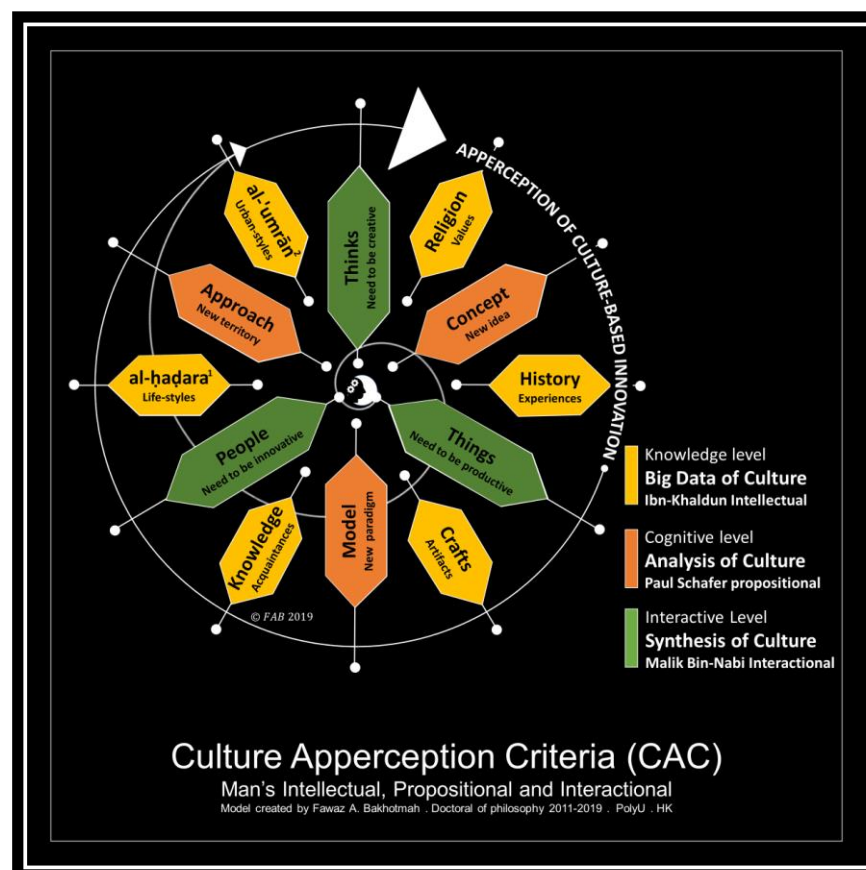 APPERCEPTION OF CULTURE-BASED INNOVATION
Thinks
Need to be creative
Religion
Values
Concept
New idea
History
Experiences
Things
Need to be productive
Crafts
Artifacts
Model
New paradigm
Knowledge
Acquaintances
People
Need to be innovative
al-ḥaḍara¹
Life-styles
Approach
New territory
al-ʻumrān²
Urban-styles
© FAB 2019
Knowledge level
Big Data of Culture
Ibn-Khaldun Intellectual
Cognitive level
Analysis of Culture
Paul Schafer propositional
Interactive Level
Synthesis of Culture
Malik Bin-Nabi Interactional
Culture Apperception Criteria (CAC)
Man's Intellectual, Propositional and Interactional
Model created by Fawaz A. Bakhotmah . Doctoral of philosophy 2011-2019 . PolyU . HK